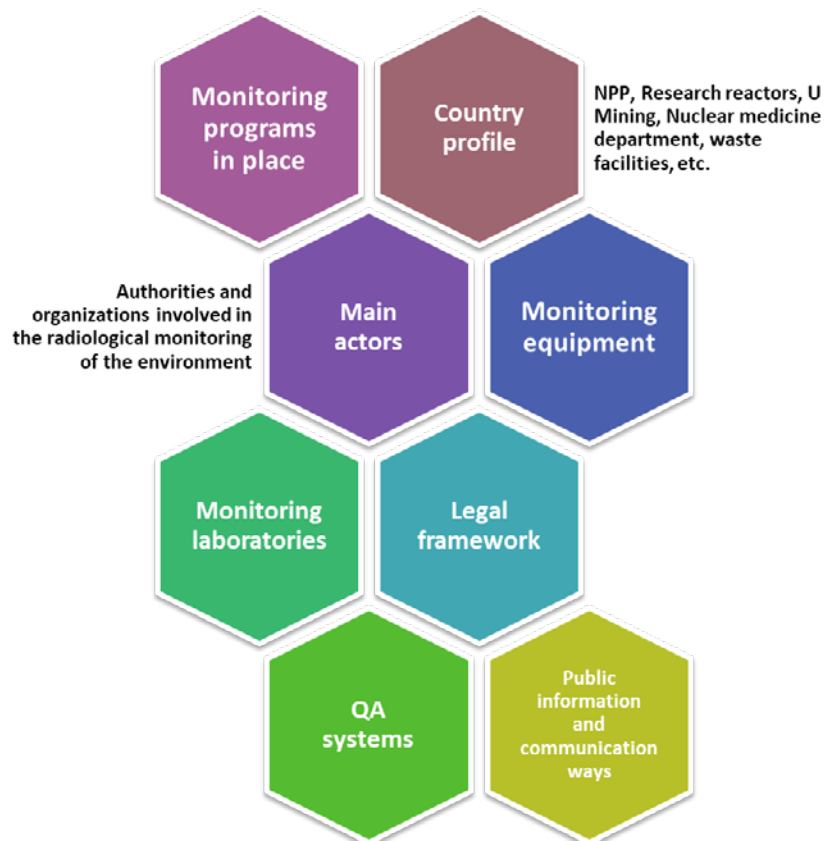 Monitoring
programs
in place
Country
profile
NPP, Research reactors, U
Mining, Nuclear medicine
department, waste
facilities, etc.
Authorities and
organizations involved in
the radiological monitoring
of the environment
Main
actors
Monitoring
equipment
Monitoring
laboratories
Legal
framework
QA
systems
Public
information
and
communication
ways